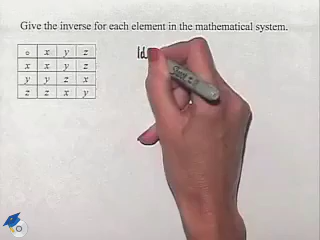 Give the inverse for each element in the mathematical system.
∘ x y z
x x y z
y y z x
z z x y
Id